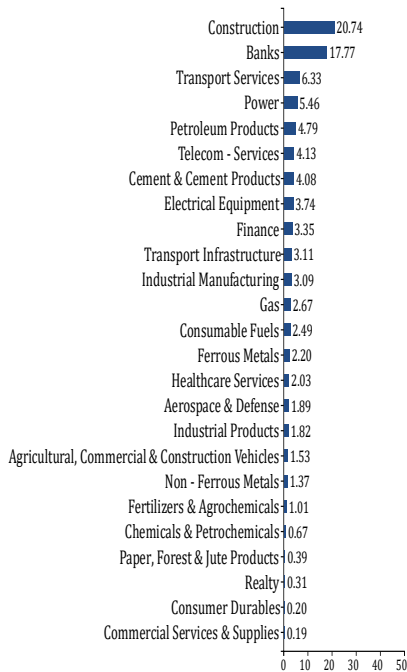 Construction 20.74
Banks 17.77
Transport Services 6.33
Power 5.46
Petroleum Products 4.79
Telecom - Services 4.13
Cement & Cement Products 4.08
Electrical Equipment 3.74
Finance 3.35
Transport Infrastructure 3.11
Industrial Manufacturing 3.09
Gas 2.67
Consumable Fuels 2.49
Ferrous Metals 2.20
Healthcare Services 2.03
Aerospace & Defense 1.89
Industrial Products 1.82
Agricultural, Commercial & Construction Vehicles 1.53
Non - Ferrous Metals 1.37
Fertilizers & Agrochemicals 1.01
Chemicals & Petrochemicals 0.67
Paper, Forest & Jute Products 0.39
Realty 0.31
Consumer Durables 0.20
Commercial Services & Supplies 0.19
0 10 20 30 40 50